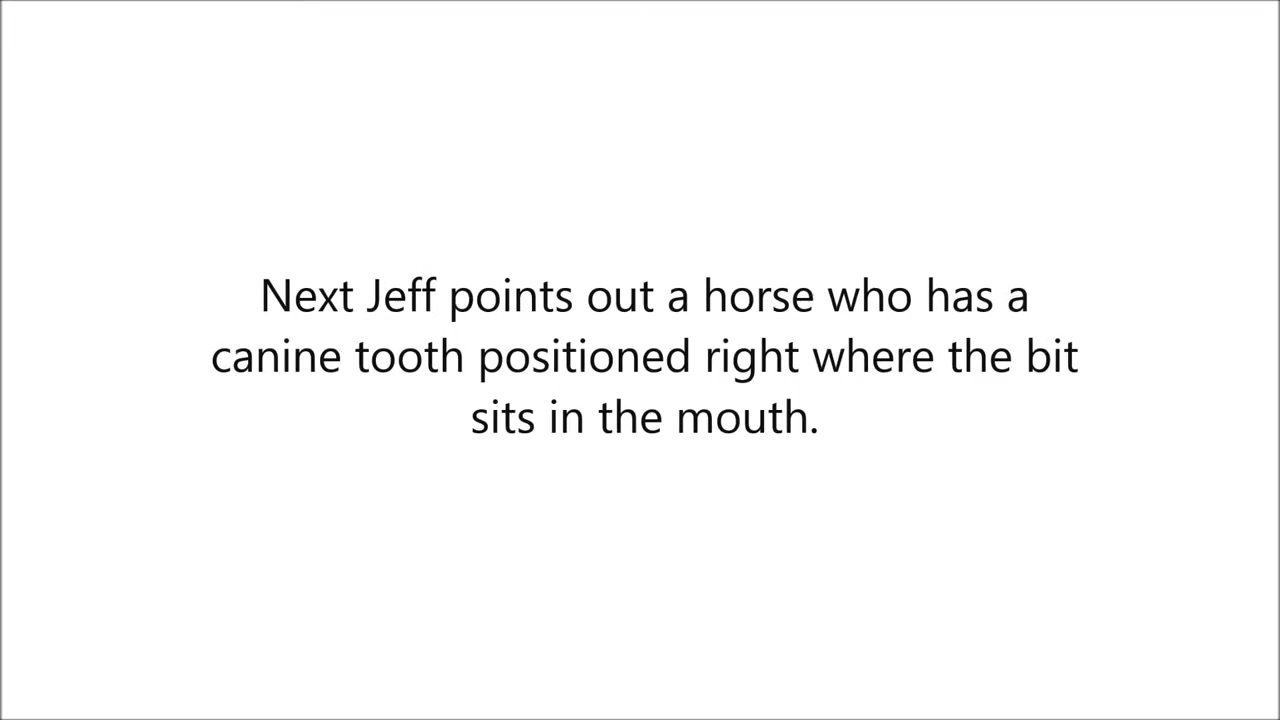 Next Jeff points out a horse who has a
canine tooth positioned right where the bit
sits in the mouth.